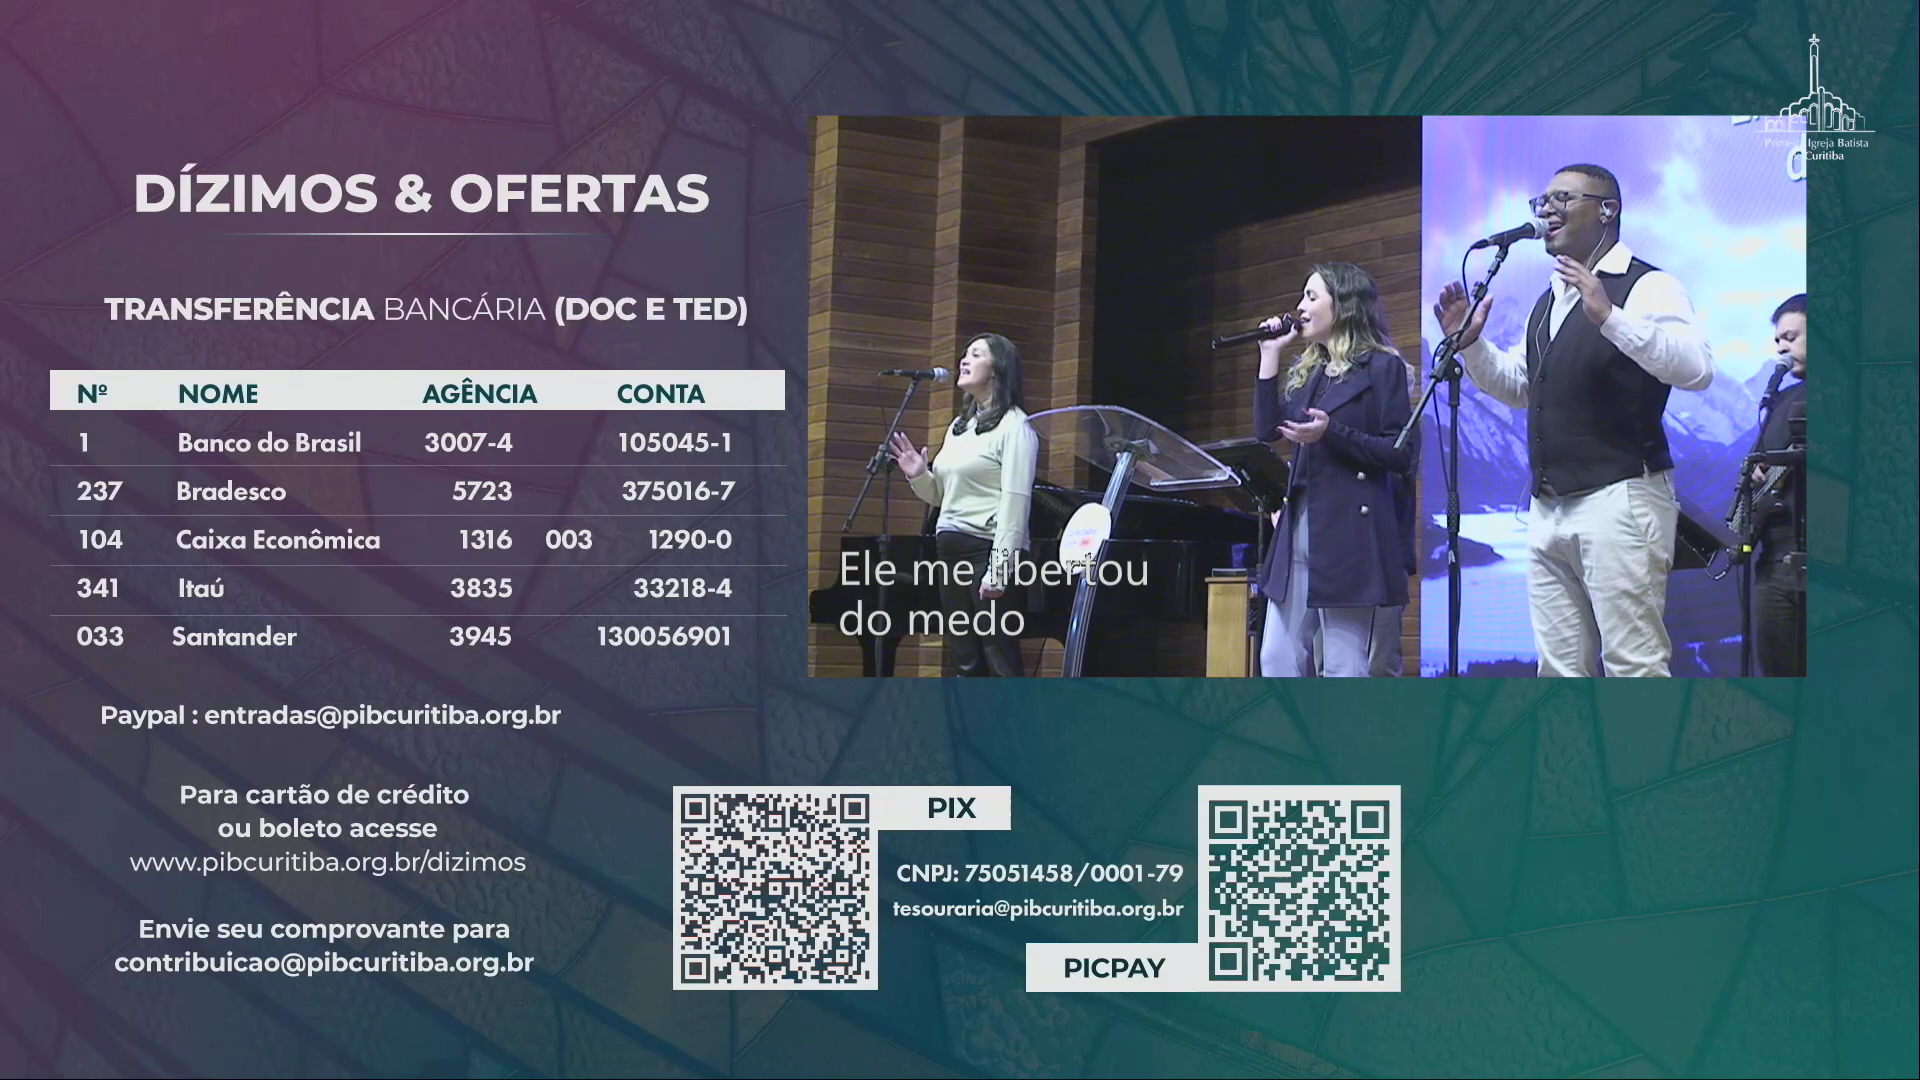 DÍZIMOS & OFERTAS
TRANSFERÊNCIA BANCÁRIA (DOC E TED)
Nº NOME AGÊNCIA CONTA
1 Banco do Brasil 3007-4 105045-1
237 Bradesco 5723 375016-7
104 Caixa Econômica 1316 003 1290-0
341 Itaú 3835 33218-4
033 Santander 3945 130056901
Paypal : entradas@pibcuritiba.org.br
Para cartão de crédito
ou boleto acesse
www.pibcuritiba.org.br/dizimos
Envie seu comprovante para
contribuicao@pibcuritiba.org.br
Igreja Batista
Curitiba
Ele me libertou
do medo
PIX
CNPJ: 75051458/0001-79
tesouraria@pibcuritiba.org.br
PICPAY